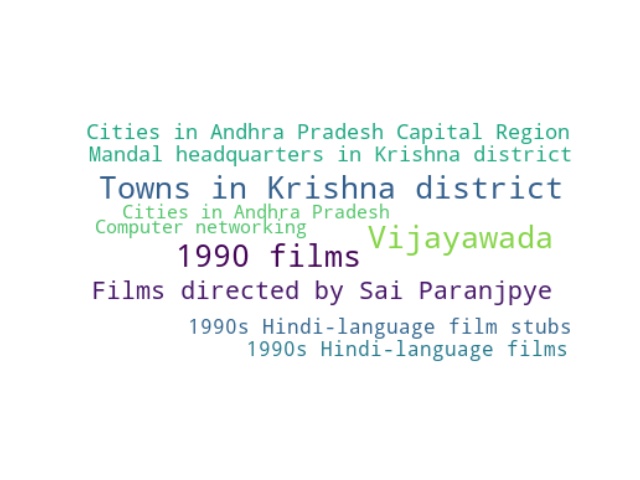 Cities in Andhra Pradesh Capital Region
Mandal headquarters in Krishna district
Towns in Krishna district
Cities in Andhra Pradesh
Computer networking
Vijayawada
1990 films
Films directed by Sai Paranjpye
1990s Hindi-language film stubs
1990s Hindi-language films